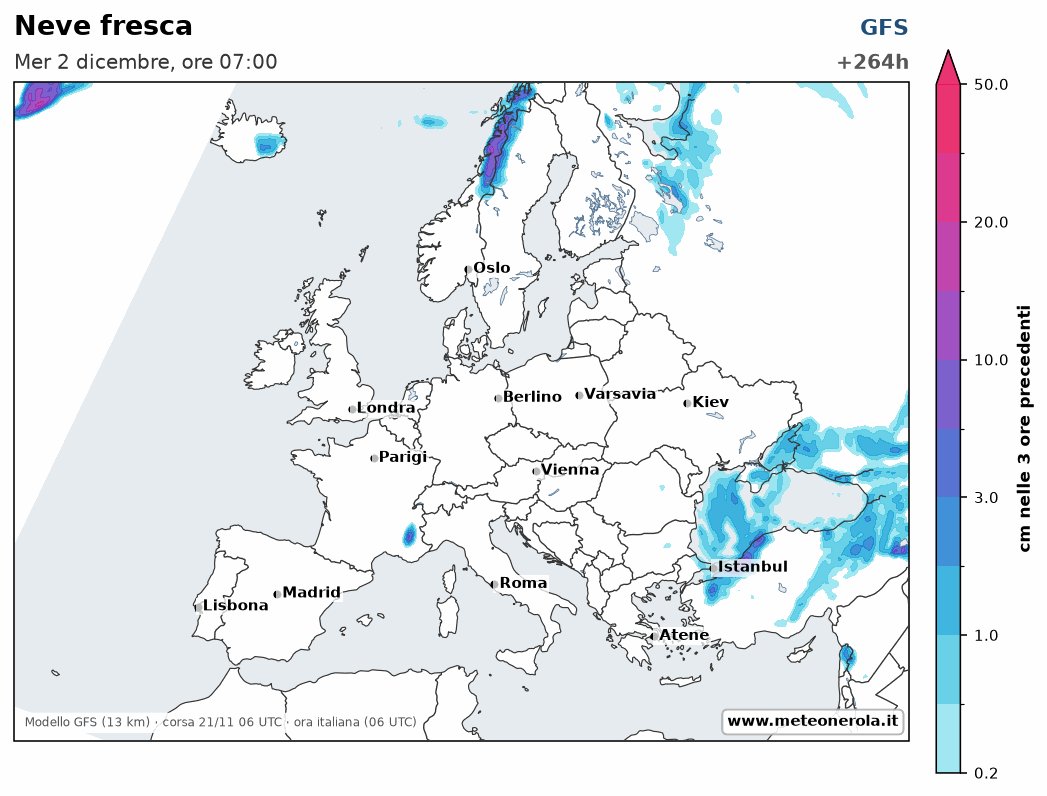 Neve fresca
GFS
Mer 2 dicembre, ore 07:00
+264h
50.0
20.0
10.0
3.0
1.0
0.2
cm nelle 3 ore precedenti
Oslo
Berlino
Varsavia
Kiev
Londra
Parigi
Vienna
Istanbul
Roma
Madrid
Lisbona
Atene
Modello GFS (13 km) · corsa 21/11 06 UTC · ora italiana (06 UTC)
www.meteonerola.it